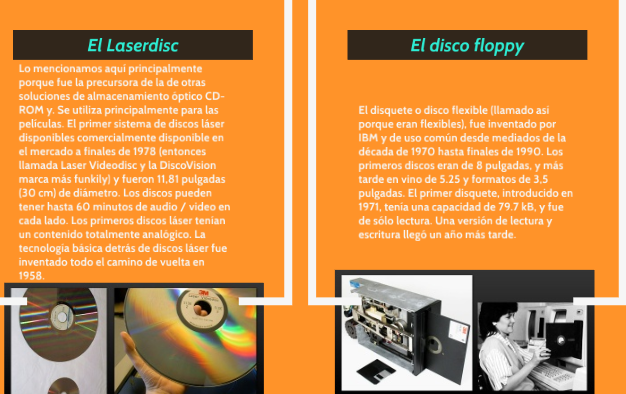 El Laserdisc
Lo mencionamos aquí principalmente
porque fue la precursora de la de otras
soluciones de almacenamiento óptico CD-
ROM y. Se utiliza principalmente para las
películas. El primer sistema de discos láser
disponibles comercialmente disponible en
el mercado a finales de 1978 (entonces
llamada Laser Videodisc y la DiscoVision
marca más funkily) y fueron 11,81 pulgadas
(30 cm) de diámetro. Los discos pueden
tener hasta 60 minutos de audio / video en
cada lado. Los primeros discos láser tenían
un contenido totalmente analógico. La
tecnología básica detrás de discos láser fue
inventado todo el camino de vuelta en
1958.
El disco floppy
El disquete o disco flexible (llamado así
porque eran flexibles), fue inventado por
IBM y de uso común desde mediados de la
década de 1970 hasta finales de 1990. Los
primeros discos eran de 8 pulgadas, y más
tarde en vino de 5.25 y formatos de 3,5
pulgadas. El primer disquete, introducido en
1971, tenía una capacidad de 79.7 kB, y fue
de sólo lectura. Una versión de lectura y
escritura llegó un año más tarde.